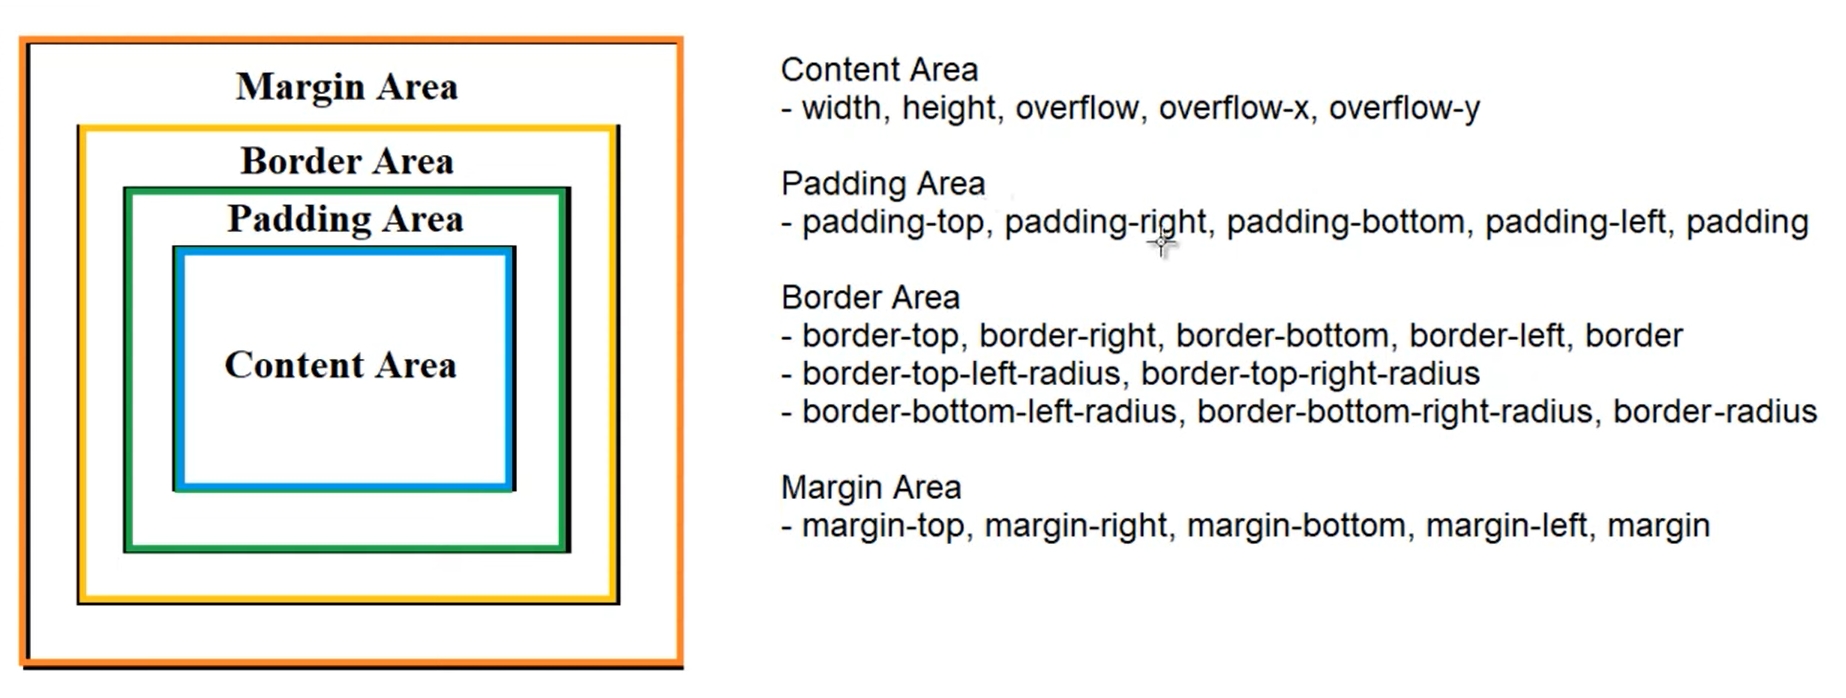 Margin Area
Border Area
Padding Area
Content Area
Content Area
- width, height, overflow, overflow-x, overflow-y
Padding Area
- padding-top, padding-right, padding-bottom, padding-left, padding
Border Area
- border-top, border-right, border-bottom, border-left, border
- border-top-left-radius, border-top-right-radius
- border-bottom-left-radius, border-bottom-right-radius, border-radius
Margin Area
- margin-top, margin-right, margin-bottom, margin-left, margin